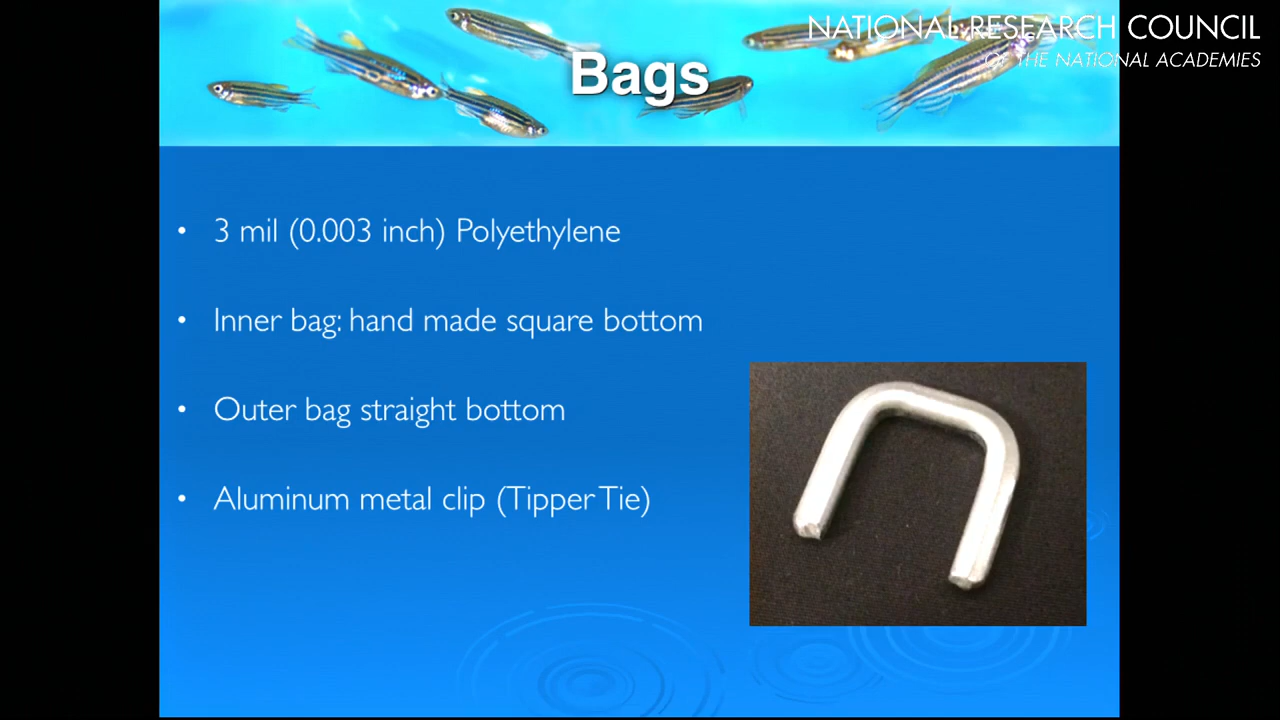 NATIONAL RESEARCH COUNCIL
OF THE NATIONAL ACADEMIES
Bags
• 3 mil (0.003 inch) Polyethylene
• Inner bag: hand made square bottom
• Outer bag straight bottom
• Aluminum metal clip (Tipper Tie)